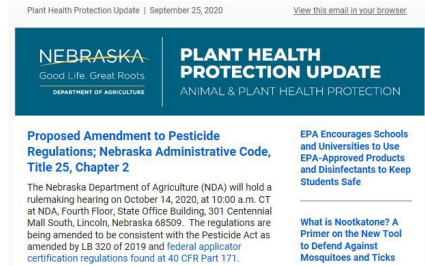 Plant Health Protection Update | September 25, 2020
View this email in your browser
NEBRASKA
Good Life. Great Roots.
DEPARTMENT OF AGRICULTURE
PLANT HEALTH
PROTECTION UPDATE
ANIMAL & PLANT HEALTH PROTECTION
Proposed Amendment to Pesticide
Regulations; Nebraska Administrative Code,
Title 25, Chapter 2
The Nebraska Department of Agriculture (NDA) will hold a
rulemaking hearing on October 14, 2020, at 10:00 a.m. CT
at NDA, Fourth Floor, State Office Building, 301 Centennial
Mall South, Lincoln, Nebraska 68509. The regulations are
being amended to be consistent with the Pesticide Act as
amended by LB 320 of 2019 and federal applicator
certification regulations found at 40 CFR Part 171.
EPA Encourages Schools
and Universities to Use
EPA-Approved Products
and Disinfectants to Keep
Students Safe
What is Nootkatone? A
Primer on the New Tool
to Defend Against
Mosquitoes and Ticks